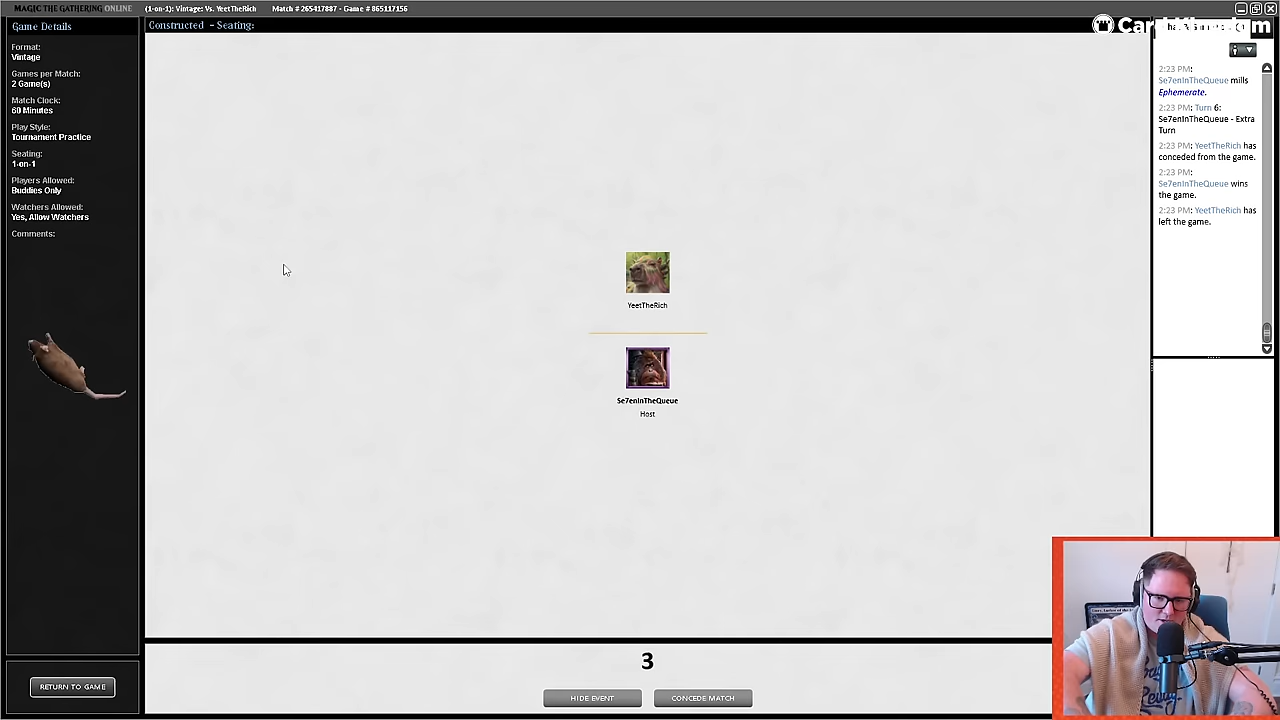 MAGIC THE GATHERING ONLINE (1-on-1): Vintage: Vs. YeetTheRich Match # 265417887 - Game # 865117156
Game Details
Constructed - Seating:
Format:
Vintage
Games per Match:
2 Game(s)
Match Clock:
60 Minutes
Play Style:
Tournament Practice
Seating:
1-on-1
Players Allowed:
Buddies Only
Watchers Allowed:
Yes, Allow Watchers
Comments:
YeetTheRich
Se7enInTheQueue
Host
2:23 PM:
Se7enInTheQueue mills
Ephemerate.
2:23 PM: Turn 6:
Se7enInTheQueue - Extra
Turn
2:23 PM: YeetTheRich has
conceded from the game.
2:23 PM:
Se7enInTheQueue wins
the game.
2:23 PM: YeetTheRich has
left the game.
3
RETURN TO GAME
HIDE EVENT CONCEDE MATCH